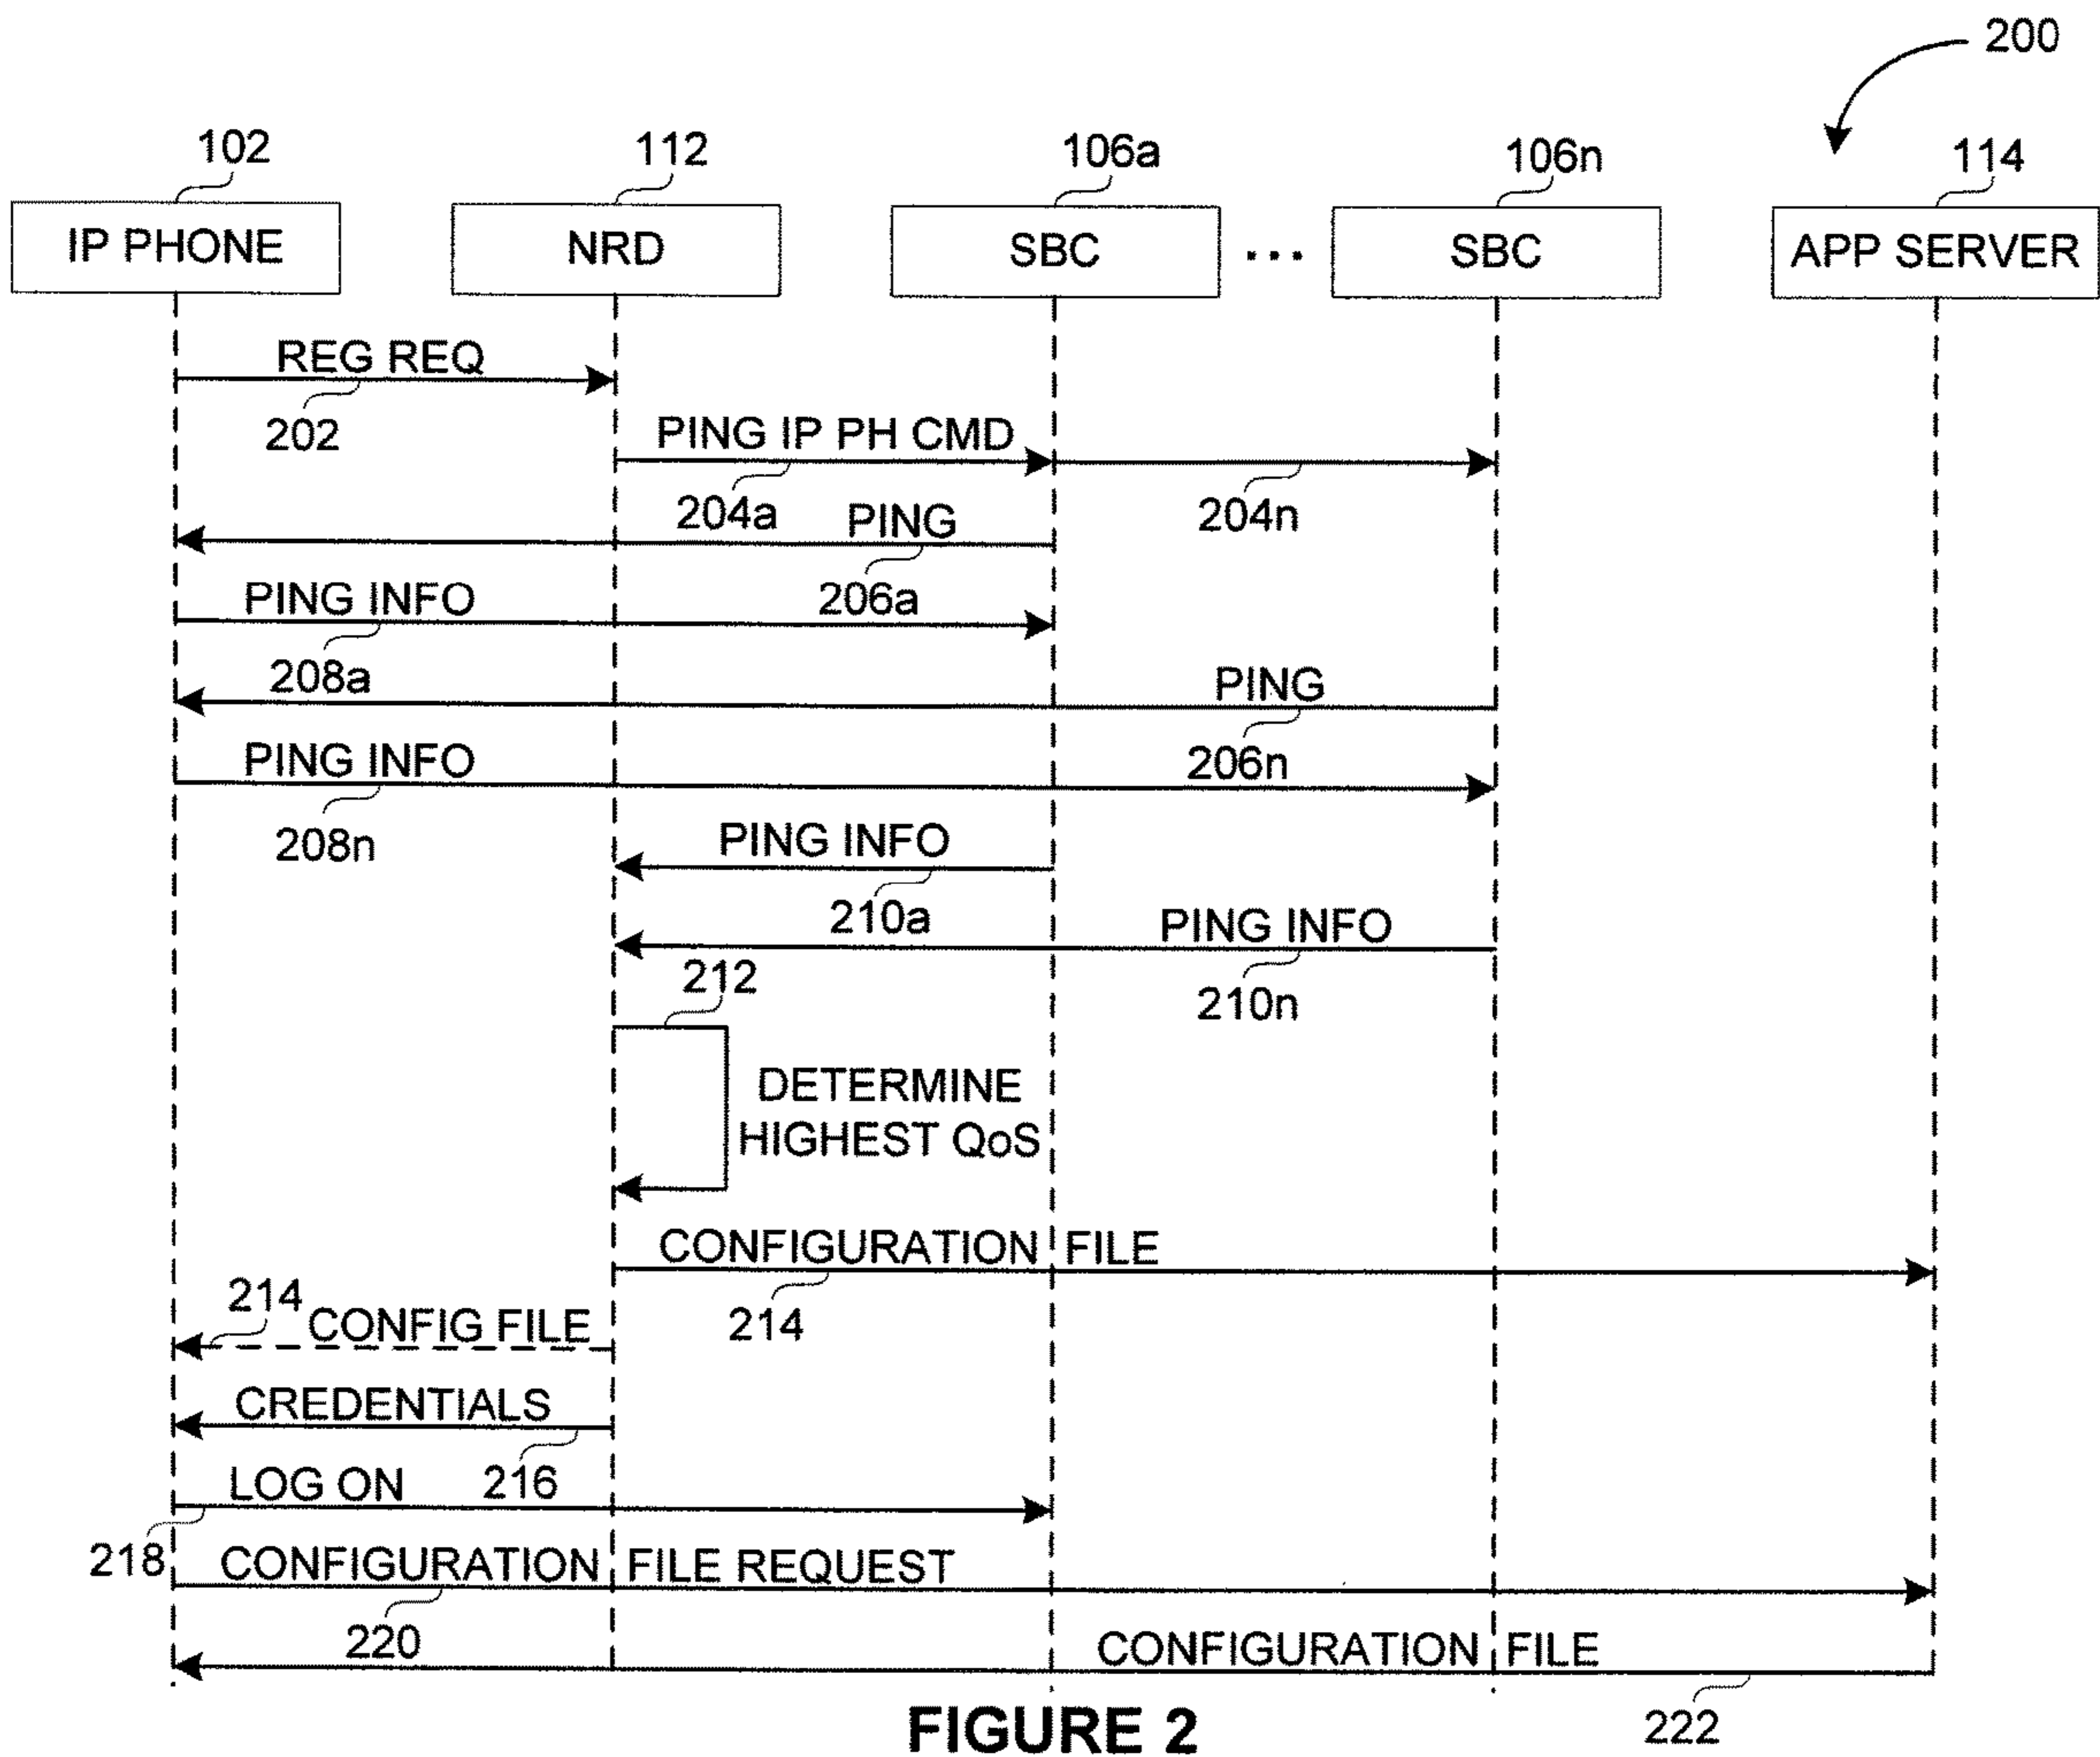 200
102
112
106a
106n
114
IP PHONE
NRD
SBC
...
SBC
APP SERVER
REG REQ
202
PING IP PH CMD
204a
204n
PING
206a
PING INFO
208a
PING
206n
PING INFO
208n
PING INFO
210a
PING INFO
210n
212
DETERMINE
HIGHEST QoS
CONFIGURATION FILE
214
214
CONFIG FILE
CREDENTIALS
216
LOG ON
218
CONFIGURATION FILE REQUEST
220
CONFIGURATION FILE
222
FIGURE 2